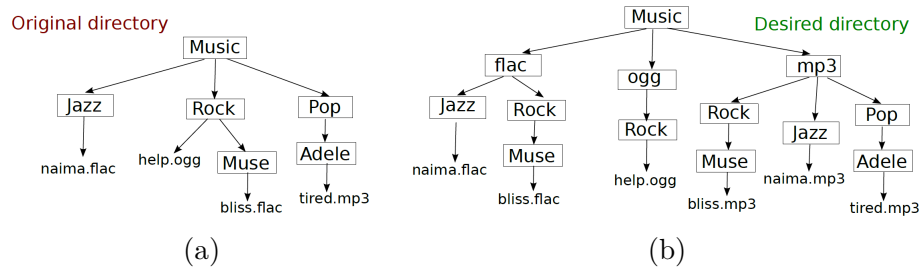 Original directory
Music
Jazz
Rock
Pop
naima.flac
help.ogg
Muse
Adele
bliss.flac
tired.mp3
(a)
Music
Desired directory
flac
ogg
mp3
Jazz
Rock
Rock
Rock
Jazz
Pop
naima.flac
Muse
help.ogg
Muse
naima.mp3
Adele
bliss.flac
bliss.mp3
tired.mp3
(b)